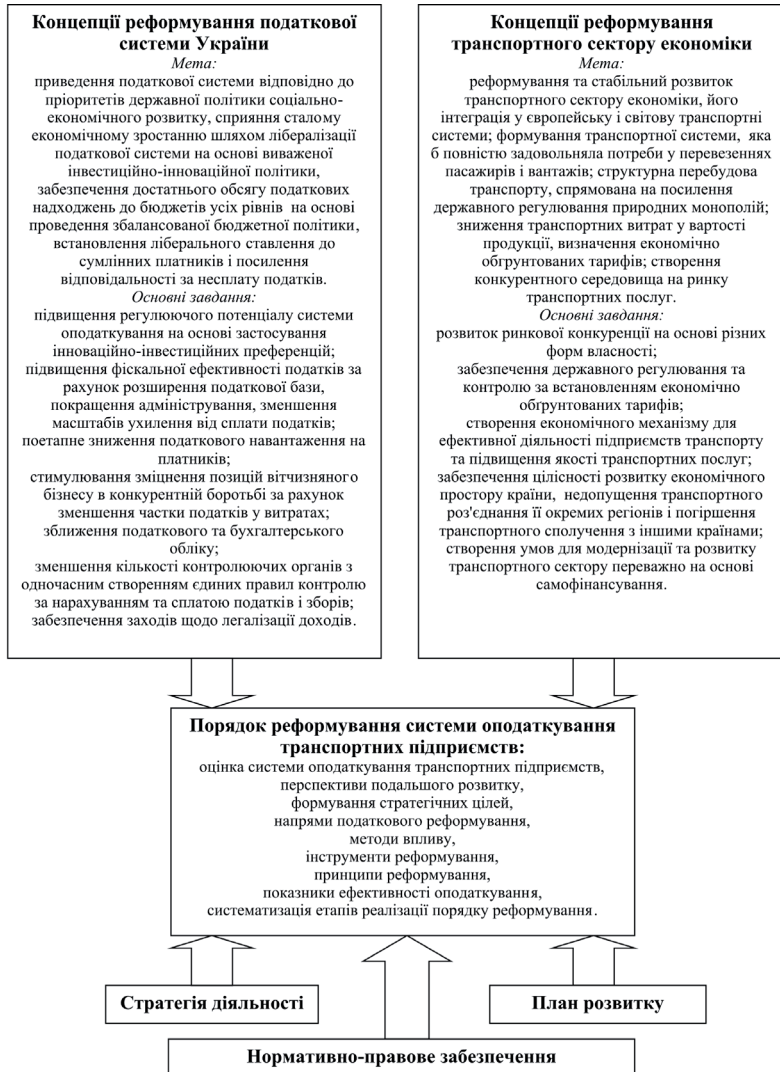 Концепції реформування податкової
системи України
Мета:
приведення податкової системи відповідно до
пріоритетів державної політики соціально-
економічного розвитку, сприяння сталому
економічному зростанню шляхом лібералізації
податкової системи на основі виваженої
інвестиційно-інноваційної політики,
забезпечення достатнього обсягу податкових
надходжень до бюджетів усіх рівнів на основі
проведення збалансованої бюджетної політики,
встановлення ліберального ставлення до
сумлінних платників і посилення
відповідальності за несплату податків.
Основні завдання:
підвищення регулюючого потенціалу системи
оподаткування на основі застосування
інноваційно-інвестиційних преференцій;
підвищення фіскальної ефективності податків за
рахунок розширення податкової бази,
покращення адміністрування, зменшення
масштабів ухилення від сплати податків;
поетапне зниження податкового навантаження на
платників;
стимулювання зміцнення позицій вітчизняного
бізнесу в конкурентній боротьбі за рахунок
зменшення частки податків у витратах;
зближення податкового та бухгалтерського
обліку;
зменшення кількості контролюючих органів з
одночасним створенням єдиних правил контролю
за нарахуванням та сплатою податків і зборів;
забезпечення заходів щодо легалізації доходів.
Концепції реформування
транспортного сектору економіки
Мета:
реформування та стабільний розвиток
транспортного сектору економіки, його
інтеграція у європейську і світову транспортні
системи; формування транспортної системи, яка
б повністю задовольняла потреби у перевезеннях
пасажирів і вантажів; структурна перебудова
транспорту, спрямована на посилення
державного регулювання природних монополій;
зниження транспортних витрат у вартості
продукції, визначення економічно
обгрунтованих тарифів; створення
конкурентного середовища на ринку
транспортних послуг.
Основні завдання:
розвиток ринкової конкуренції на основі різних
форм власності;
забезпечення державного регулювання та
контролю за встановленням економічно
обгрунтованих тарифів;
створення економічного механізму для
ефективної діяльності підприємств транспорту
та підвищення якості транспортних послуг;
забезпечення цілісності розвитку економічного
простору країни, недопущення транспортного
роз'єднання її окремих регіонів і погіршення
транспортного сполучення з іншими країнами;
створення умов для модернізації та розвитку
транспортного сектору переважно на основі
самофінансування.
Порядок реформування системи оподаткування
транспортних підприємств:
оцінка системи оподаткування транспортних підприємств,
перспективи подальшого розвитку,
формування стратегічних цілей,
напрями податкового реформування,
методи впливу,
інструменти реформування,
принципи реформування,
показники ефективності оподаткування,
систематизація етапів реалізації порядку реформування.
Стратегія діяльності
План розвитку
Нормативно-правове забезпечення